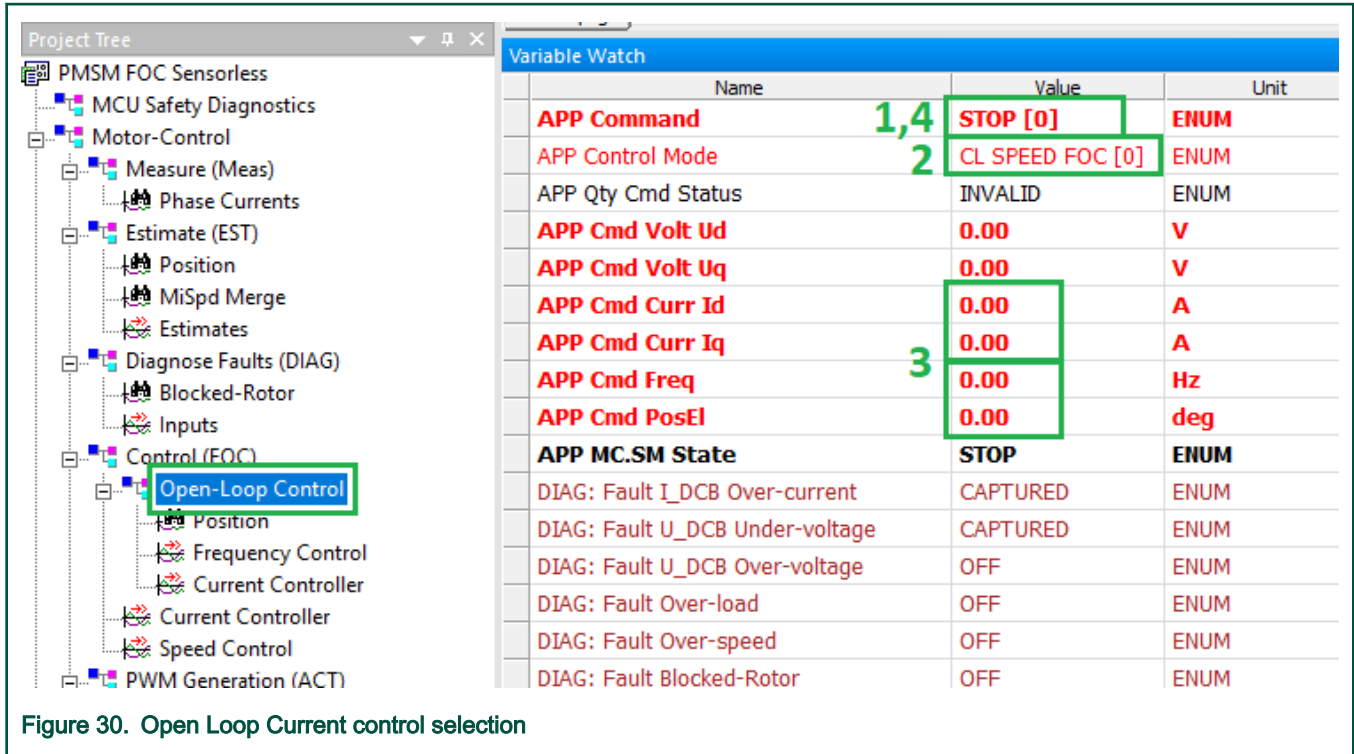 Project Tree
PMSM FOC Sensorless
MCU Safety Diagnostics
Motor-Control
Measure (Meas)
Phase Currents
Estimate (EST)
Position
MiSpd Merge
Estimates
Diagnose Faults (DIAG)
Blocked-Rotor
Inputs
Control (FOC)
Open-Loop Control
Position
Frequency Control
Current Controller
Current Controller
Speed Control
PWM Generation (ACT)
Variable Watch
Name Value Unit
APP Command 1,4 STOP [0] ENUM
APP Control Mode 2 CL SPEED FOC [0] ENUM
APP Qty Cmd Status INVALID ENUM
APP Cmd Volt Ud 0.00 V
APP Cmd Volt Uq 0.00 V
APP Cmd Curr Id 0.00 A
APP Cmd Curr Iq 0.00 A
3
APP Cmd Freq 0.00 Hz
APP Cmd PosEl 0.00 deg
APP MC.SM State STOP ENUM
DIAG: Fault I_DCB Over-current CAPTURED ENUM
DIAG: Fault U_DCB Under-voltage CAPTURED ENUM
DIAG: Fault U_DCB Over-voltage OFF ENUM
DIAG: Fault Over-load OFF ENUM
DIAG: Fault Over-speed OFF ENUM
DIAG: Fault Blocked-Rotor OFF ENUM
Figure 30. Open Loop Current control selection